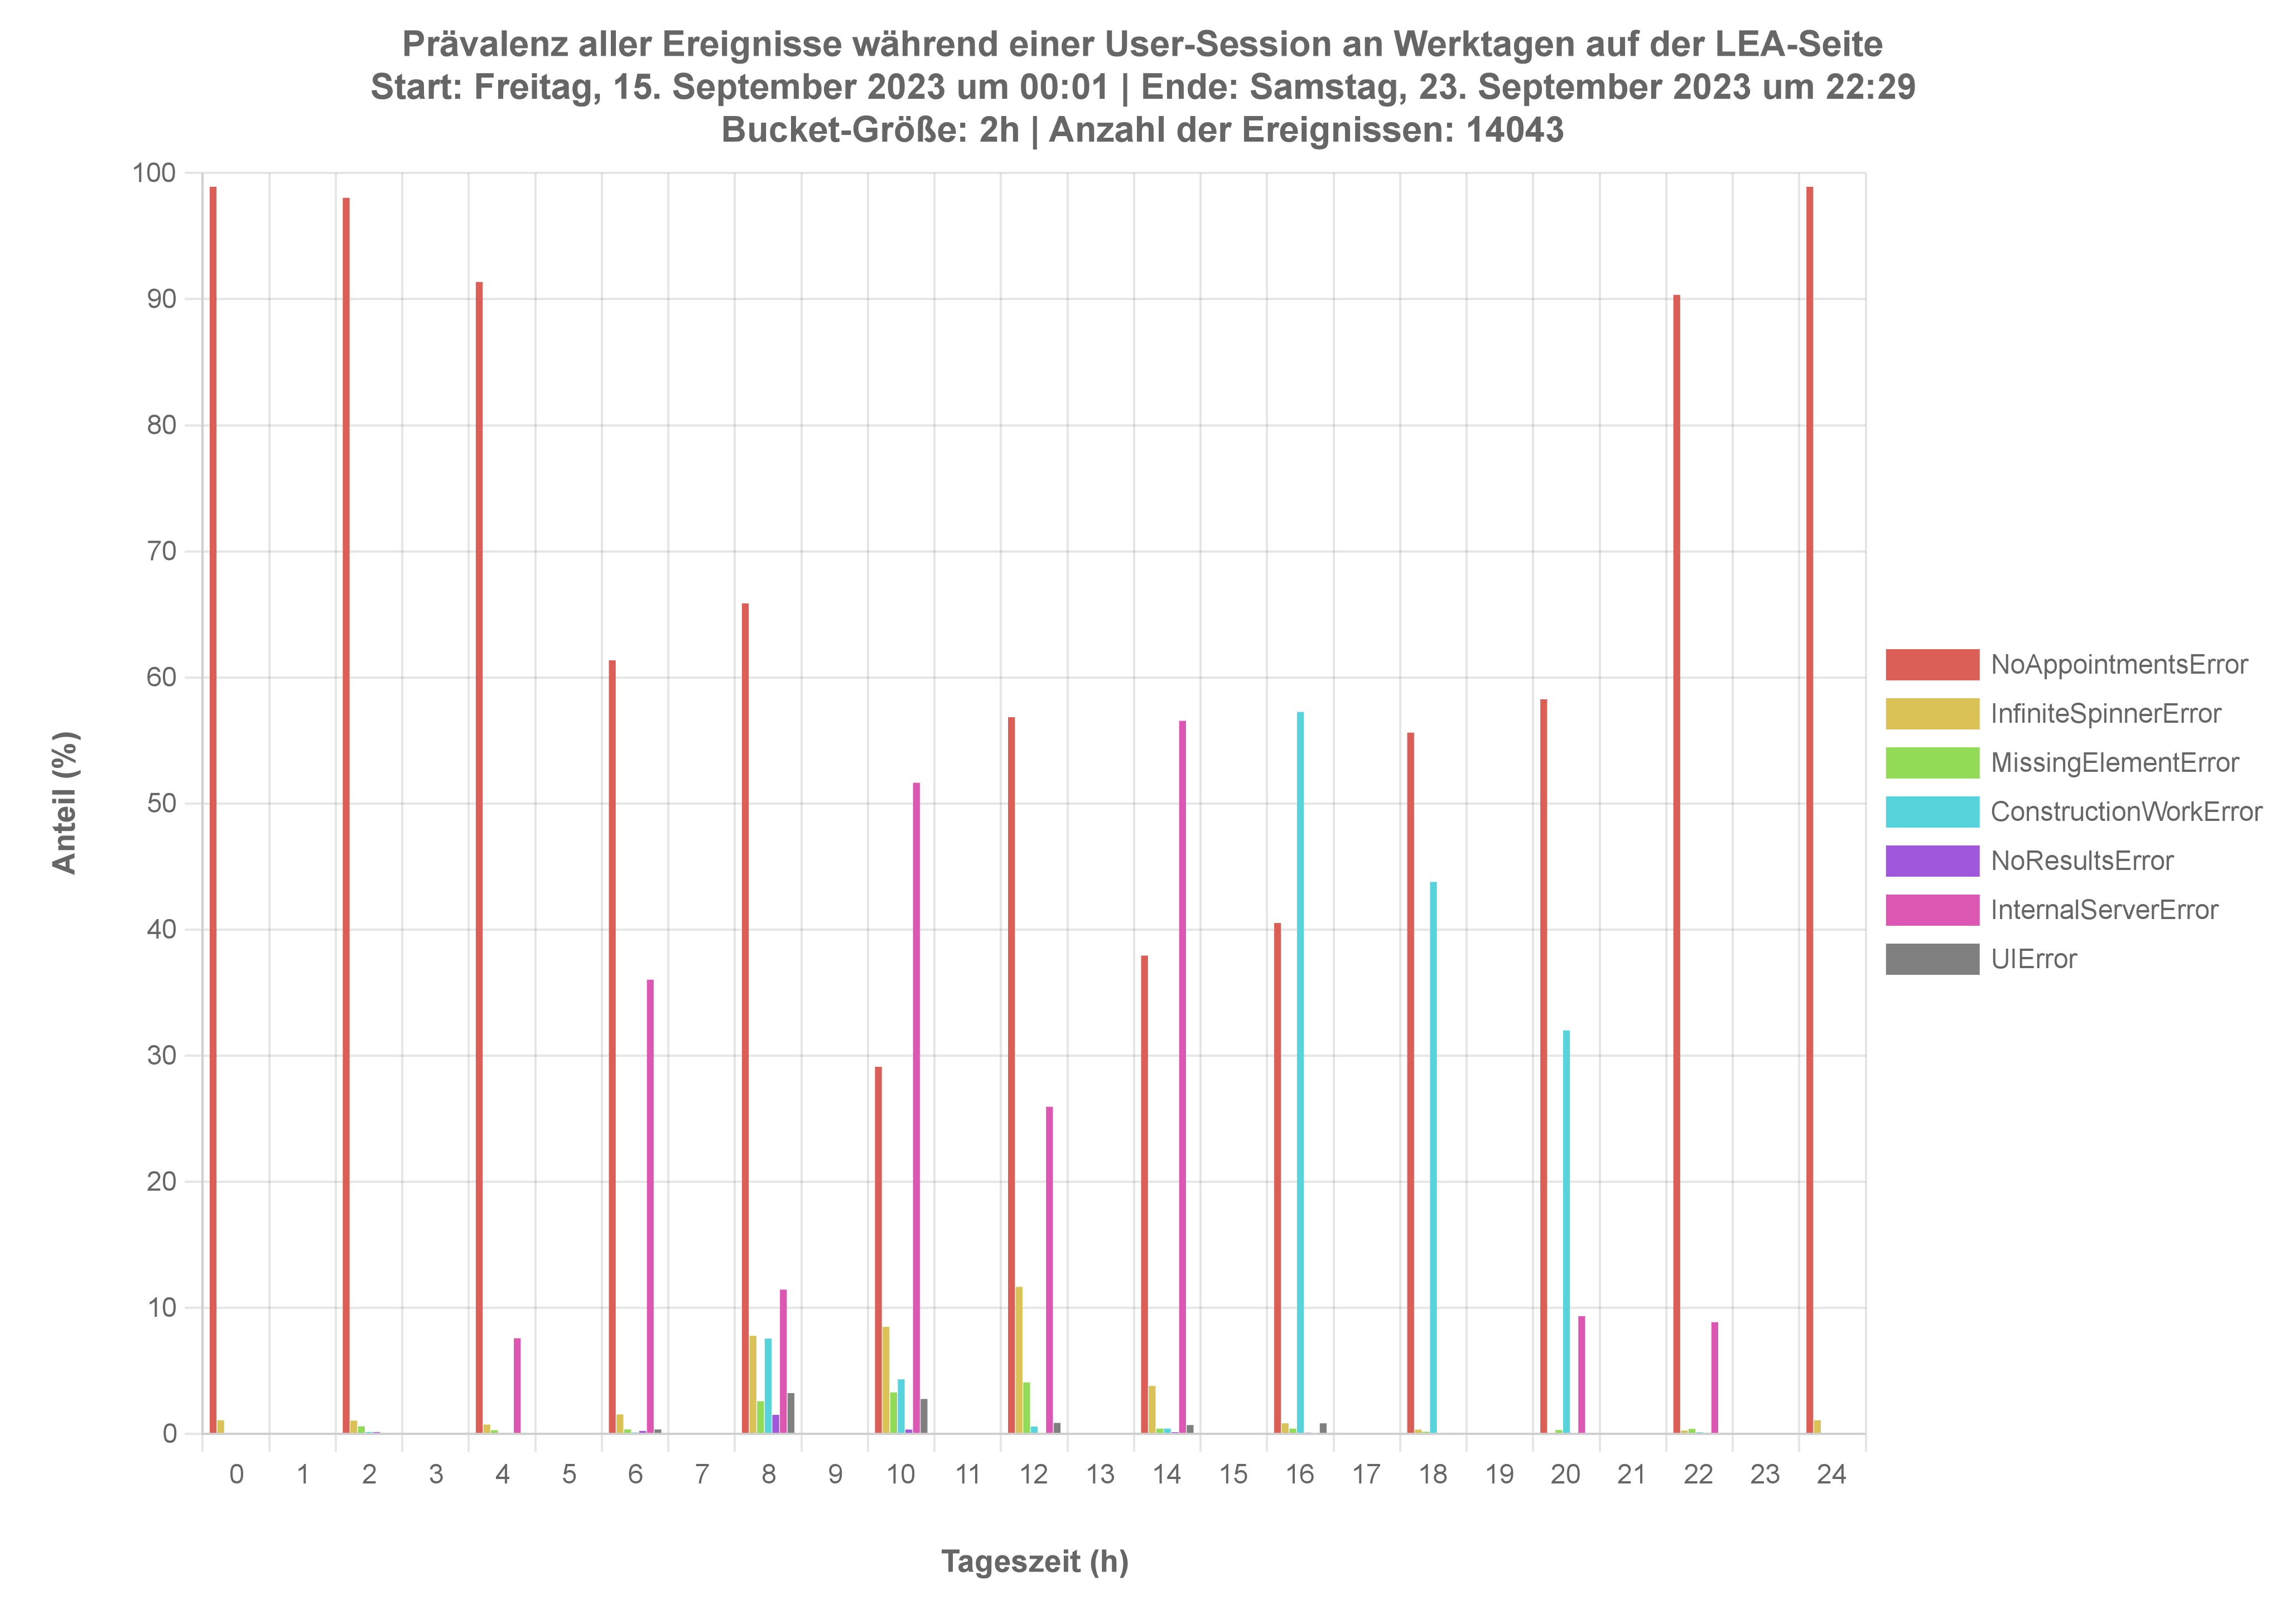 Prävalenz aller Ereignisse während einer User-Session an Werktagen auf der LEA-Seite
Start: Freitag, 15. September 2023 um 00:01 | Ende: Samstag, 23. September 2023 um 22:29
Bucket-Größe: 2h | Anzahl der Ereignissen: 14043
100
90
80
70
60
50
40
30
20
10
0
Anteil (%)
0 1 2 3 4 5 6 7 8 9 10 11 12 13 14 15 16 17 18 19 20 21 22 23 24
Tageszeit (h)
NoAppointmentsError
InfiniteSpinnerError
MissingElementError
ConstructionWorkError
NoResultsError
InternalServerError
UIError